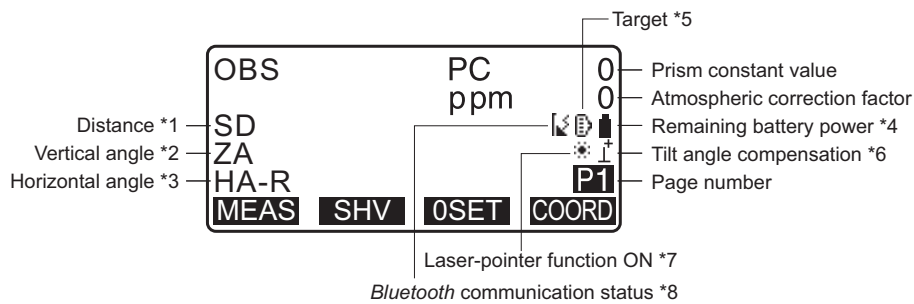 Target *5
OBS PC 0 Prism constant value
ppm 0 Atmospheric correction factor
Distance *1 SD Remaining battery power *4
Vertical angle *2 ZA Tilt angle compensation *6
Horizontal angle *3 HA-R P1 Page number
MEAS SHV 0SET COORD
Laser-pointer function ON *7
Bluetooth communication status *8